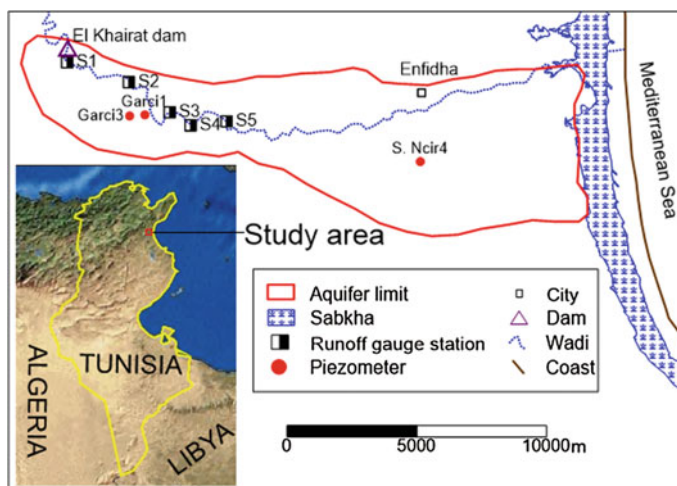 El Khairat dam
S1
S2
Garci1
Garci3
S3
S4
S5
Enfidha
S. Ncir4
Mediterranean Sea
Study area
ALGERIA
TUNISIA
LIBYA
Aquifer limit
Sabkha
Runoff gauge station
Piezometer
City
Dam
Wadi
Coast
0 5000 10000m